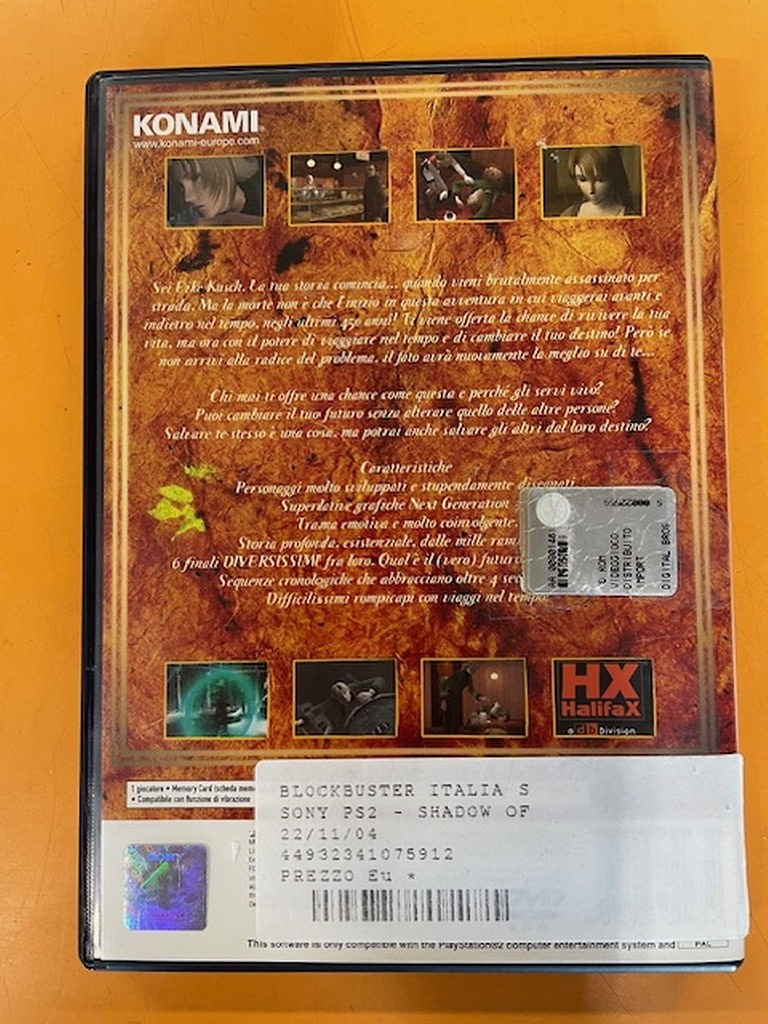 KONAMI
www.konami-europe.com
Sei Eike Kusch. La tua storia comincia... quando vieni brutalmente assassinato per
strada. Ma la morte non è che l'inizio in questa avventura in cui viaggerai avanti e
indietro nel tempo, negli ultimi 450 anni! Ti viene offerta la chance di rivivere la tua
vita, ma ora con il potere di viaggiare nel tempo e di cambiare il tuo destino! Però se
non arrivi alla radice del problema, il fato avrà nuovamente la meglio su di te...
Chi mai ti offre una chance come questa e perché gli servi vivo?
Puoi cambiare il tuo futuro senza alterare quello delle altre persone?
Salvare te stesso è una cosa, ma potrai anche salvare gli altri dal loro destino?
Caratteristiche
Personaggi molto sviluppati e stupendamente disegnati
Superlative grafiche Next Generation
Trama emotiva e molto coinvolgente.
Storia profonda, esistenziale, dalle mille
6 finali DIVERSISSIMI fra loro. Qual è il (vero) futuro
Sequenze cronologiche che abbracciano oltre 4
Difficilissimi rompicapi con viaggi nel tempo.
D ROM
VIDEOGIOCO
DISTRIBUITO
IMPORT
DIGITAL BROS
HX
HalifaX
a db Division
1 giocatore • Memory Card (scheda
• Compatibile con funzione di vibrazione
BLOCKBUSTER ITALIA S
SONY PS2 - SHADOW OF
22/11/04
44932341075912
PREZZO Eu *
SONY
This software is only compatible with the PlayStation®2 computer entertainment system and
PAL